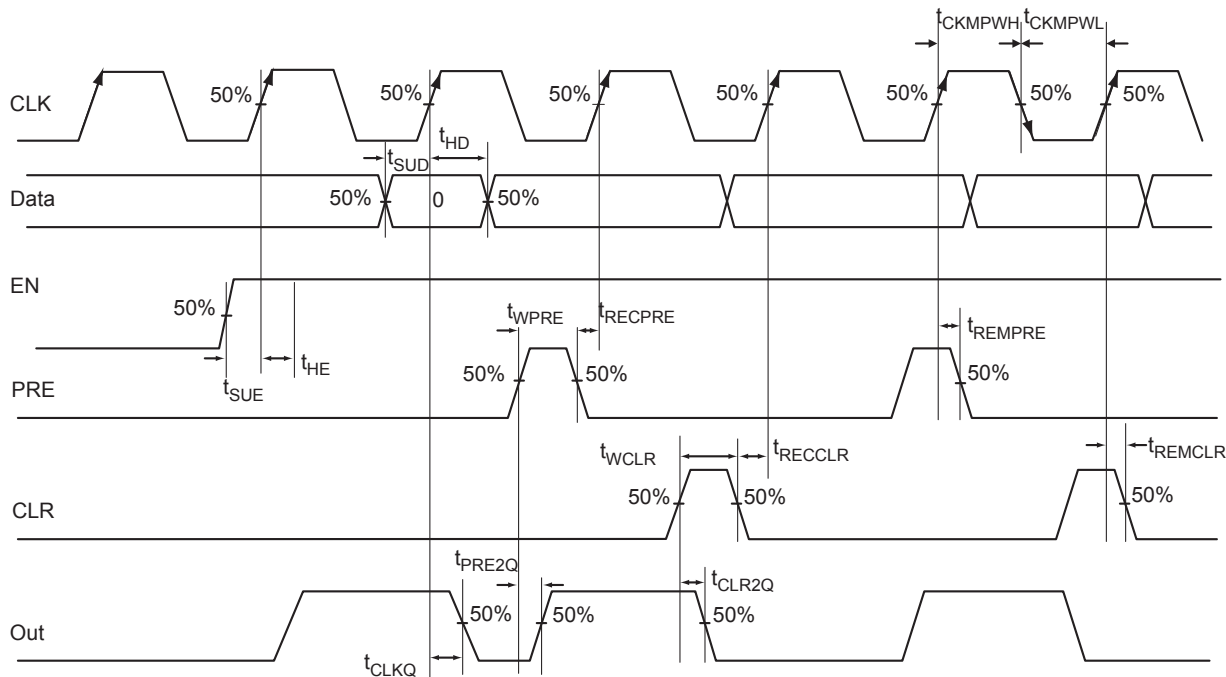 tCKMPWH tCKMPWL
CLK
50% 50% 50% 50% 50% 50% 50%
tSUD tHD
Data
50% 0 50%
EN
50%
tSUE tHE
tWPRE tRECPRE
tREMPRE
PRE
50% 50% 50%
tWCLR tRECCLR
tREMCLR
CLR
50% 50% 50%
tPRE2Q
tCLR2Q
Out
50% 50% 50%
tCLKQ